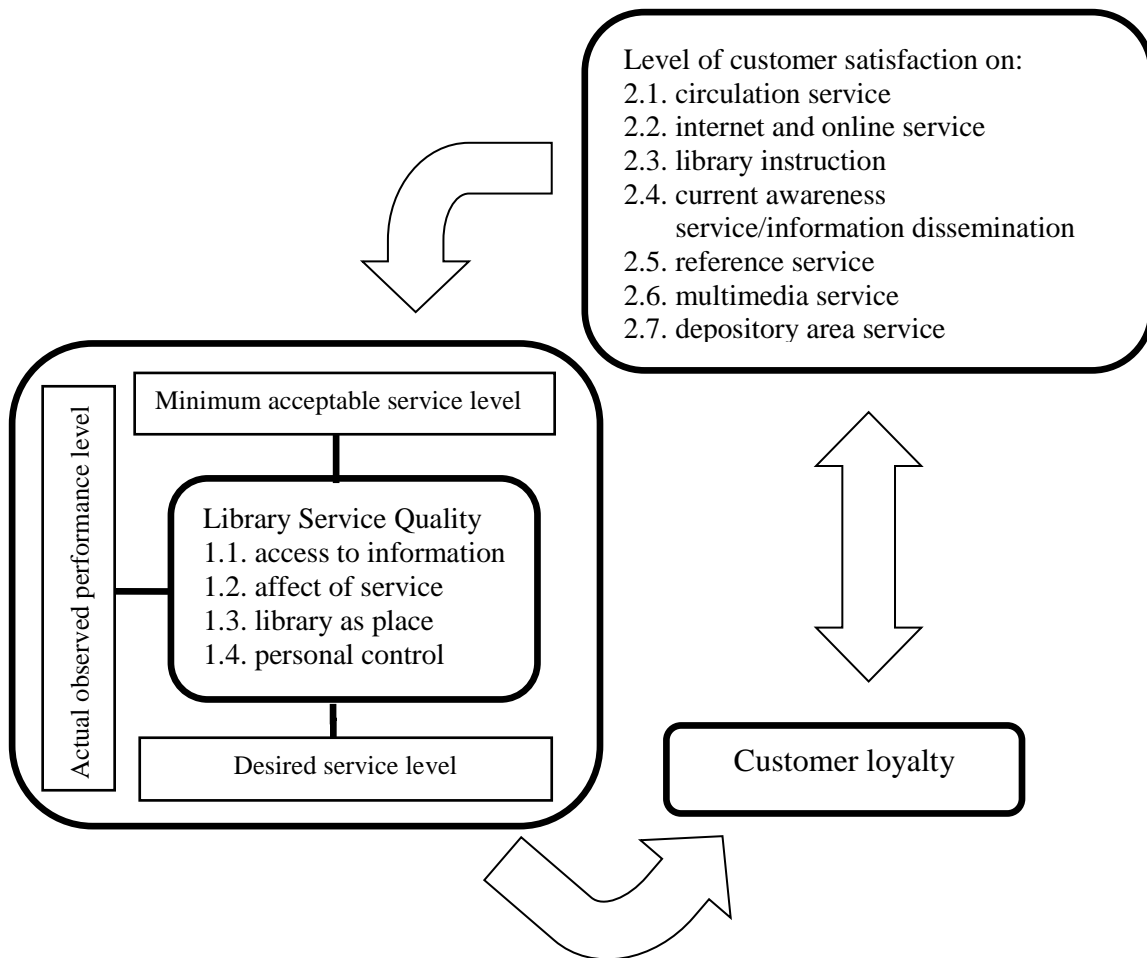 Level of customer satisfaction on:
2.1. circulation service
2.2. internet and online service
2.3. library instruction
2.4. current awareness
service/information dissemination
2.5. reference service
2.6. multimedia service
2.7. depository area service
Minimum acceptable service level
Actual observed performance level
Library Service Quality
1.1. access to information
1.2. affect of service
1.3. library as place
1.4. personal control
Desired service level
Customer loyalty